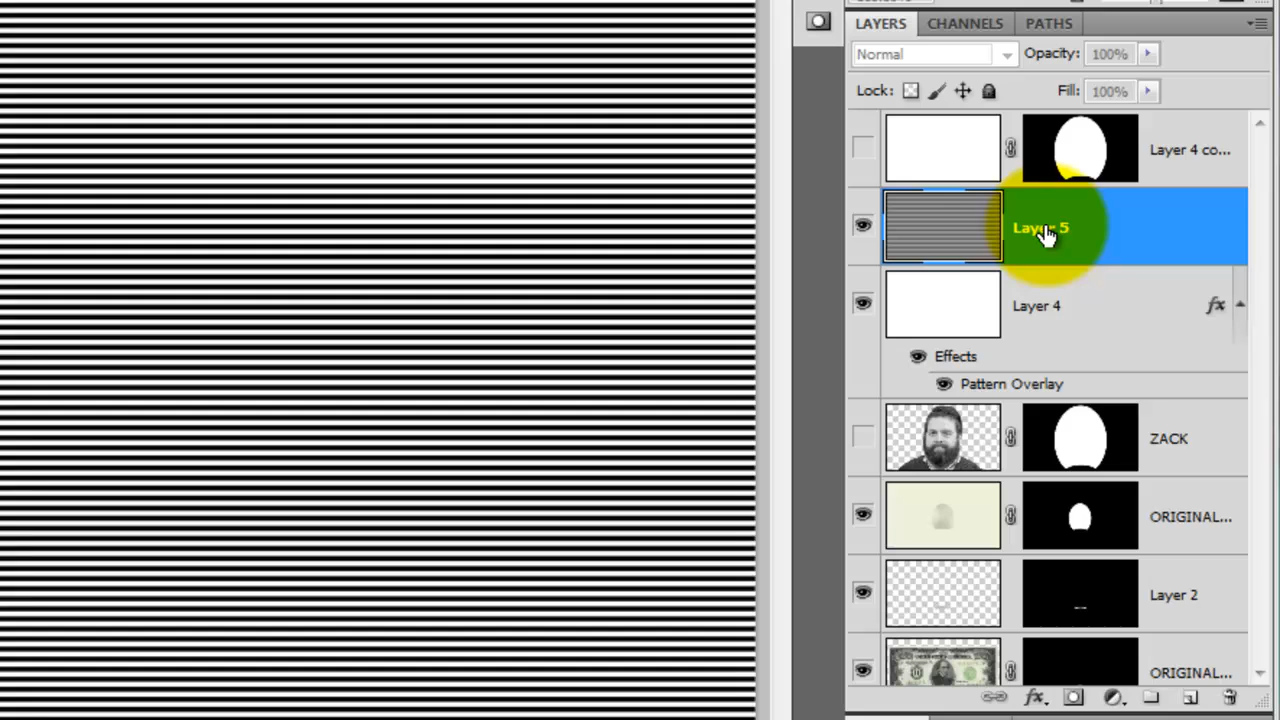 LAYERS CHANNELS PATHS
Normal Opacity: 100%
Lock: Fill: 100%
Layer 4 co...
Layer 5
Layer 4 fx
Effects
Pattern Overlay
ZACK
ORIGINAL...
Layer 2
ORIGINAL...
fx.